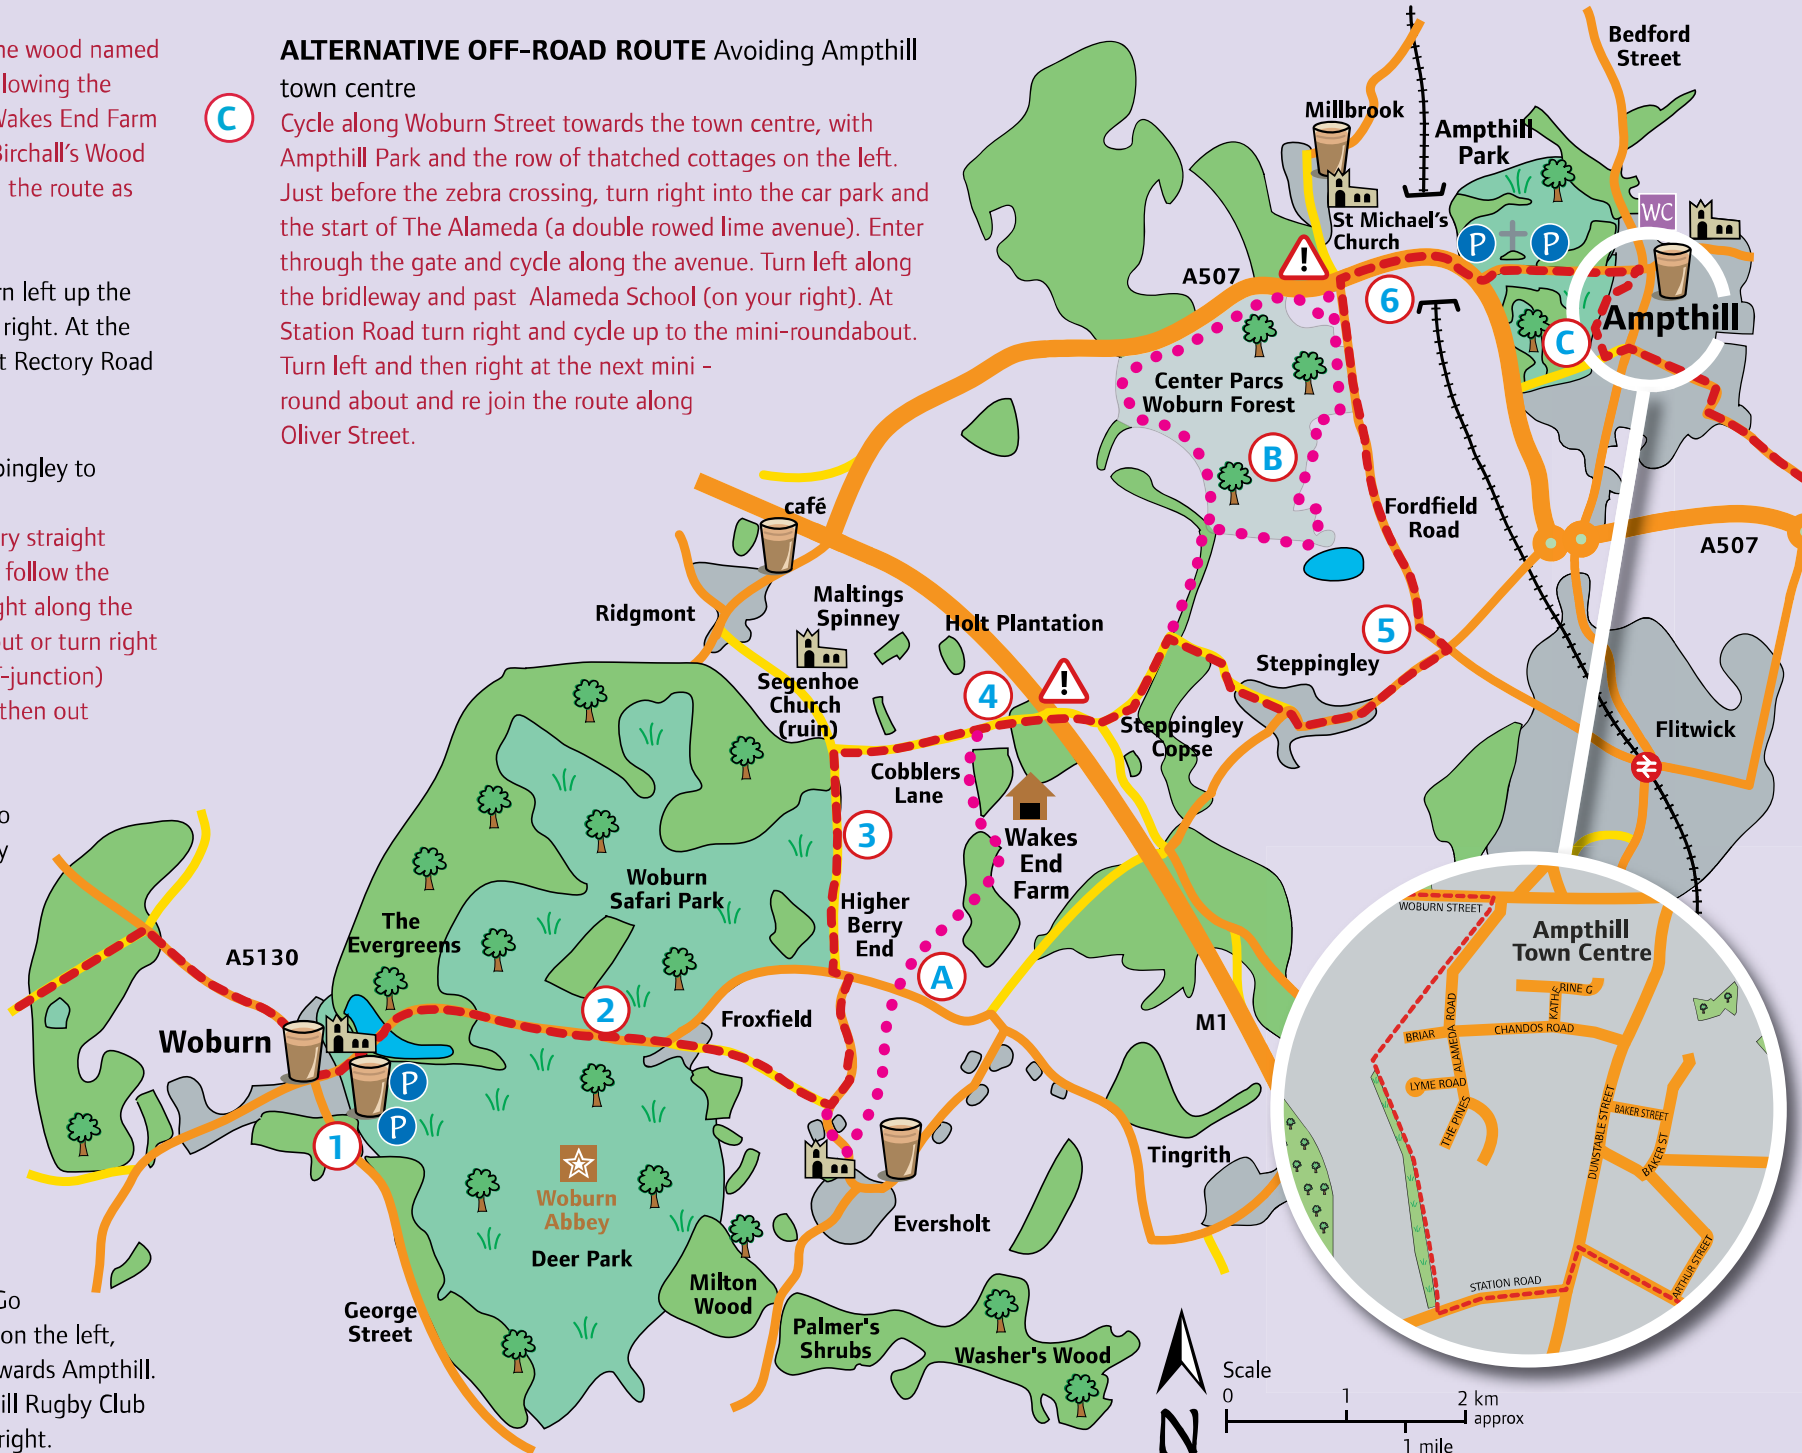 ne wood named
lowing the
Wakes End Farm
Birchall's Wood
the route as
rn left up the
right. At the
t Rectory Road
pingley to
ry straight
follow the
ght along the
out or turn right
-junction)
then out
o
y
Go
on the left,
wards Ampthill.
ill Rugby Club
right.
C
ALTERNATIVE OFF-ROAD ROUTE Avoiding Ampthill
town centre
Cycle along Woburn Street towards the town centre, with
Ampthill Park and the row of thatched cottages on the left.
Just before the zebra crossing, turn right into the car park and
the start of The Alameda (a double rowed lime avenue). Enter
through the gate and cycle along the avenue. Turn left along
the bridleway and past Alameda School (on your right). At
Station Road turn right and cycle up to the mini-roundabout.
Turn left and then right at the next mini -
round about and re join the route along
Oliver Street.
Bedford
Street
Millbrook
Ampthill
Park
WC
St Michael's
Church
P
P
!
A507
6
Ampthill
C
Center Parcs
Woburn Forest
B
Fordfield
Road
A507
café
Ridgmont
Maltings
Spinney
Holt Plantation
5
Steppingley
Segenhoe
Church
(ruin)
4
!
Steppingley
Copse
Flitwick
Cobblers
Lane
3
Wakes
End
Farm
Woburn
Safari Park
Higher
Berry
End
The
Evergreens
A5130
A
2
Froxfield
M1
Woburn
P
P
1
Tingrith
Woburn
Abbey
Deer Park
Eversholt
Milton
Wood
George
Street
Palmer's
Shrubs
Washer's Wood
WOBURN STREET
Ampthill
Town Centre
KATHE
RINE G
ALAMEDA ROAD
BRIAR
CHANDOS ROAD
LYME ROAD
THE PINES
DUNSTABLE STREET
BAKER STREET
BAKER ST
STATION ROAD
ARTHUR STREET
N
Scale
0 1 2 km
approx
1 mile